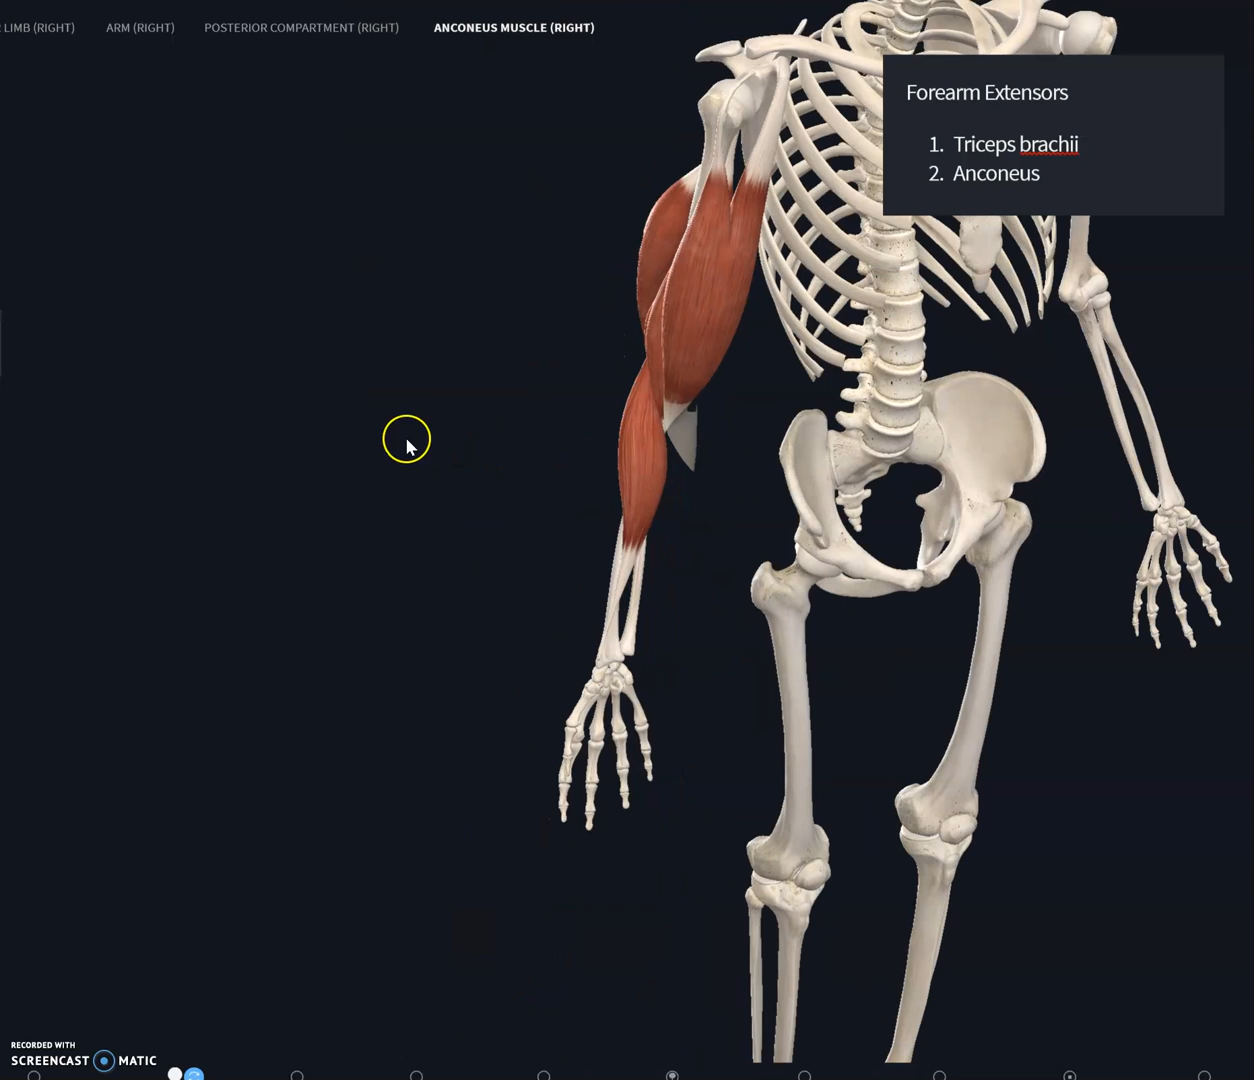 LIMB (RIGHT) ARM (RIGHT) POSTERIOR COMPARTMENT (RIGHT) ANCONEUS MUSCLE (RIGHT)
Forearm Extensors
1. Triceps brachii
2. Anconeus
RECORDED WITH
SCREENCAST MATIC